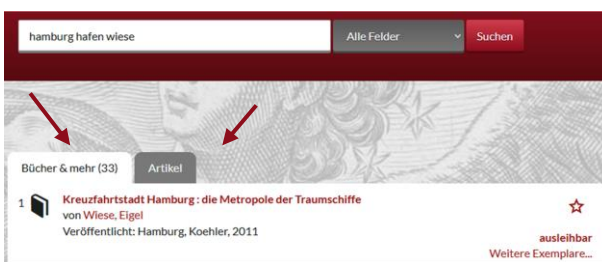 hamburg hafen wiese Alle Felder Suchen
Bücher & mehr (33) Artikel
1 Kreuzfahrtstadt Hamburg : die Metropole der Traumschiffe
von Wiese, Eigel
Veröffentlicht: Hamburg, Koehler, 2011
ausleihbar
Weitere Exemplare...